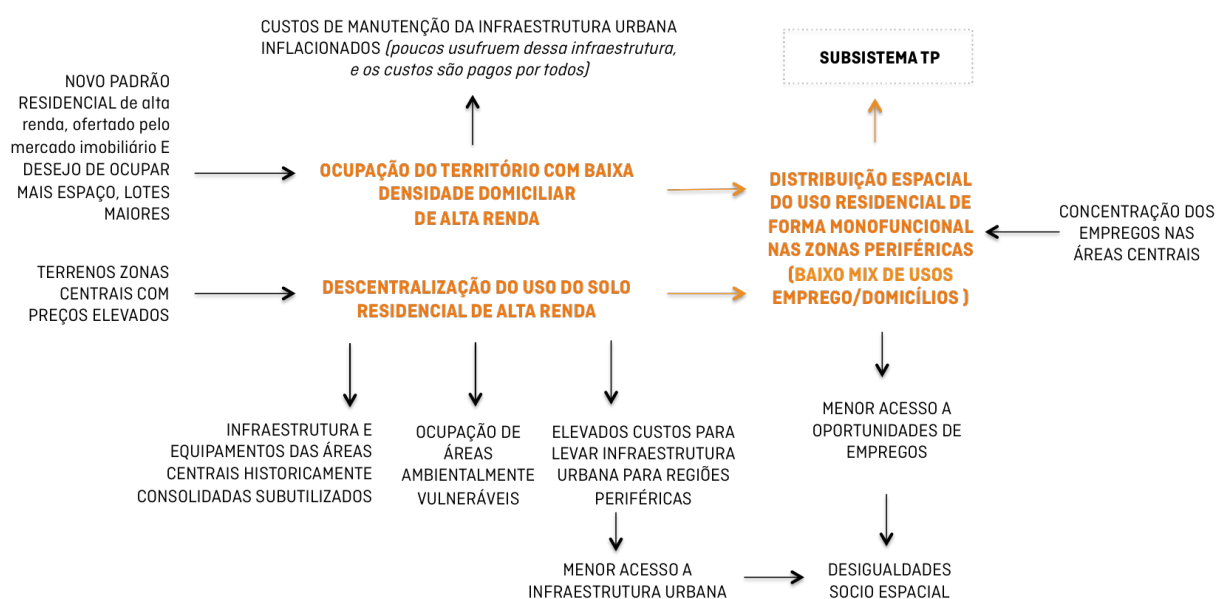 CUSTOS DE MANUTENÇÃO DA INFRAESTRUTURA URBANA
INFLACIONADOS (poucos usufruem dessa infraestrutura,
e os custos são pagos por todos)
SUBSISTEMA TP
NOVO PADRÃO
RESIDENCIAL de alta
renda, ofertado pelo
mercado imobiliário E
DESEJO DE OCUPAR
MAIS ESPAÇO, LOTES
MAIORES
OCUPAÇÃO DO TERRITÓRIO COM BAIXA
DENSIDADE DOMICILIAR
DE ALTA RENDA
DISTRIBUIÇÃO ESPACIAL
DO USO RESIDENCIAL DE
FORMA MONOFUNCIONAL
NAS ZONAS PERIFÉRICAS
(BAIXO MIX DE USOS
EMPREGO/DOMICÍLIOS )
CONCENTRAÇÃO DOS
EMPREGOS NAS
ÁREAS CENTRAIS
TERRENOS ZONAS
CENTRAIS COM
PREÇOS ELEVADOS
DESCENTRALIZAÇÃO DO USO DO SOLO
RESIDENCIAL DE ALTA RENDA
INFRAESTRUTURA E
EQUIPAMENTOS DAS ÁREAS
CENTRAIS HISTORICAMENTE
CONSOLIDADAS SUBUTILIZADOS
OCUPAÇÃO DE
ÁREAS
AMBIENTALMENTE
VULNERÁVEIS
ELEVADOS CUSTOS PARA
LEVAR INFRAESTRUTURA
URBANA PARA REGIÕES
PERIFÉRICAS
MENOR ACESSO A
OPORTUNIDADES DE
EMPREGOS
MENOR ACESSO A
INFRAESTRUTURA URBANA
DESIGUALDADES
SOCIO ESPACIAL